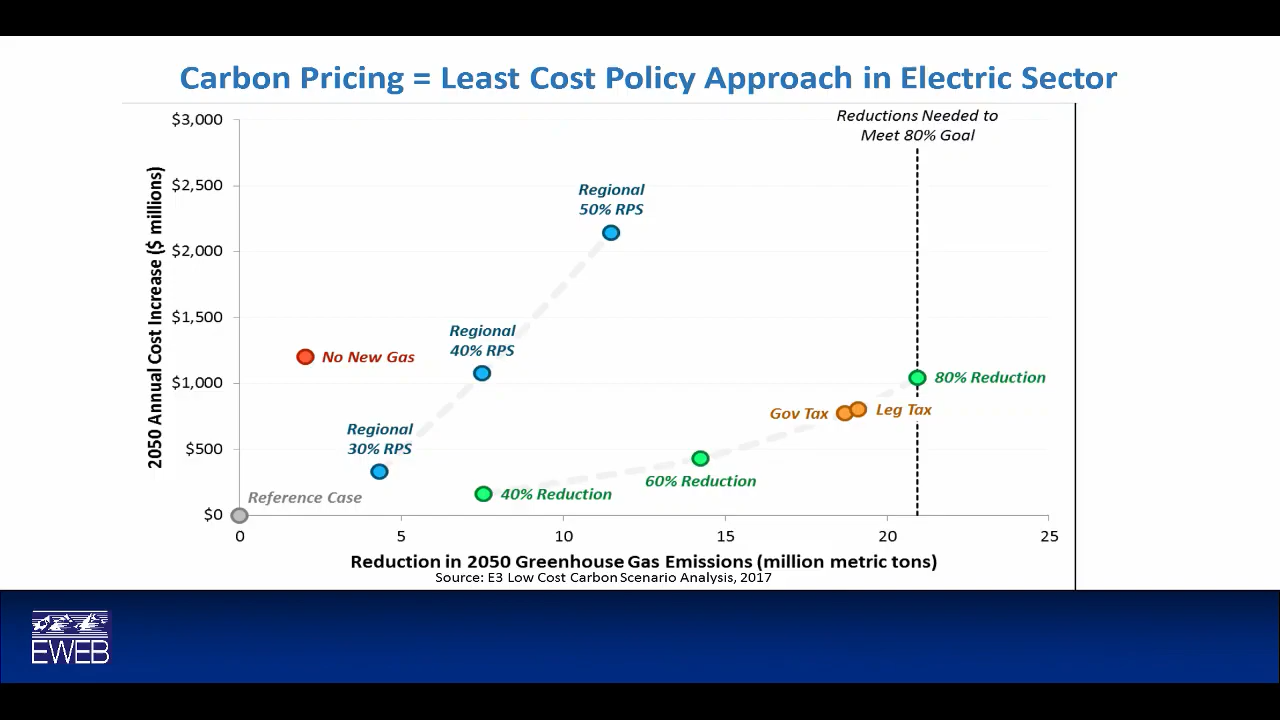 Carbon Pricing = Least Cost Policy Approach in Electric Sector
Reductions Needed to
Meet 80% Goal
2050 Annual Cost Increase ($ millions)
$3,000
$2,500
$2,000
$1,500
$1,000
$500
$0
Regional
50% RPS
Regional
40% RPS
No New Gas
Regional
30% RPS
Reference Case
80% Reduction
Gov Tax
Leg Tax
60% Reduction
40% Reduction
0
5
10
15
20
25
Reduction in 2050 Greenhouse Gas Emissions (million metric tons)
Source: E3 Low Cost Carbon Scenario Analysis, 2017
EWEB